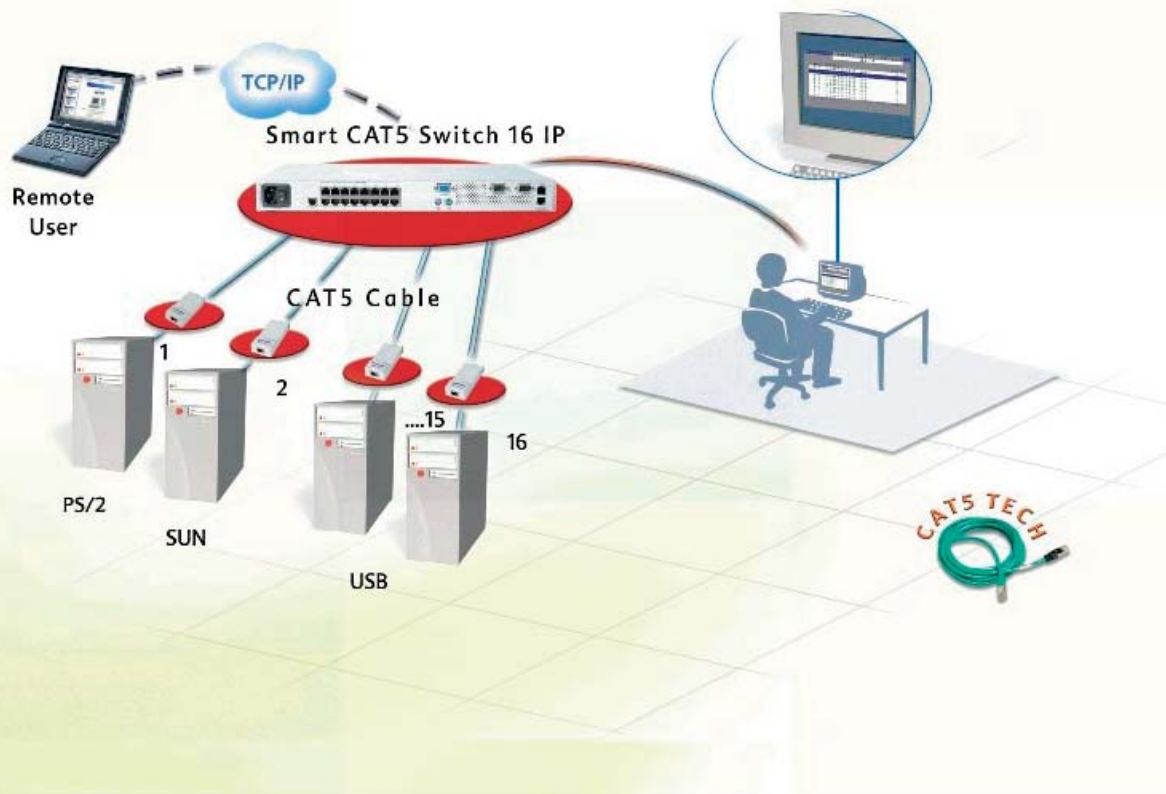 TCP/IP
Smart CAT5 Switch 16 IP
Remote
User
CAT5 Cable
1
2
....15
16
PS/2
SUN
USB
CAT5 TECH